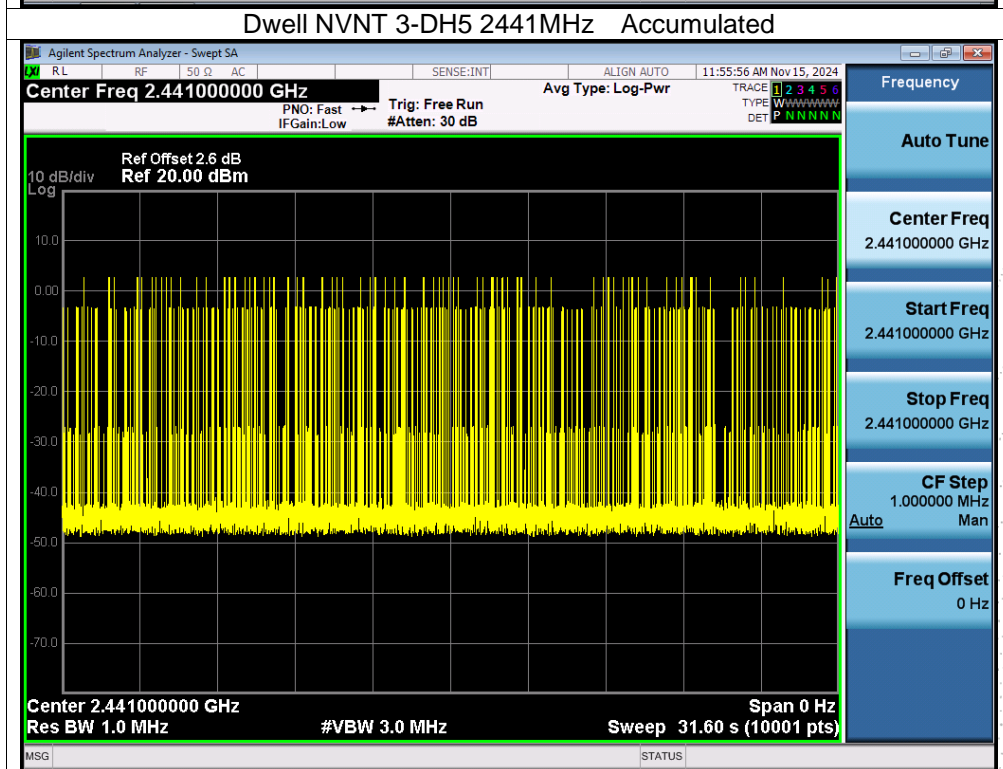 Dwell NVNT 3-DH5 2441MHz Accumulated
Agilent Spectrum Analyzer - Swept SA
LXI RL RF 50 Ω AC SENSE:INT ALIGN AUTO 11:55:56 AM Nov 15, 2024
Center Freq 2.441000000 GHz
PNO: Fast
IFGain:Low
Trig: Free Run
#Atten: 30 dB
Avg Type: Log-Pwr
TRACE 1 2 3 4 5 6
TYPE WWWWWW
DET P N N N N N
Ref Offset 2.6 dB
10 dB/div Ref 20.00 dBm
Log
10.0
0.00
-10.0
-20.0
-30.0
-40.0
-50.0
-60.0
-70.0
Center 2.441000000 GHz Span 0 Hz
Res BW 1.0 MHz #VBW 3.0 MHz Sweep 31.60 s (10001 pts)
MSG STATUS
Frequency
Auto Tune
Center Freq
2.441000000 GHz
Start Freq
2.441000000 GHz
Stop Freq
2.441000000 GHz
CF Step
1.000000 MHz
Auto Man
Freq Offset
0 Hz